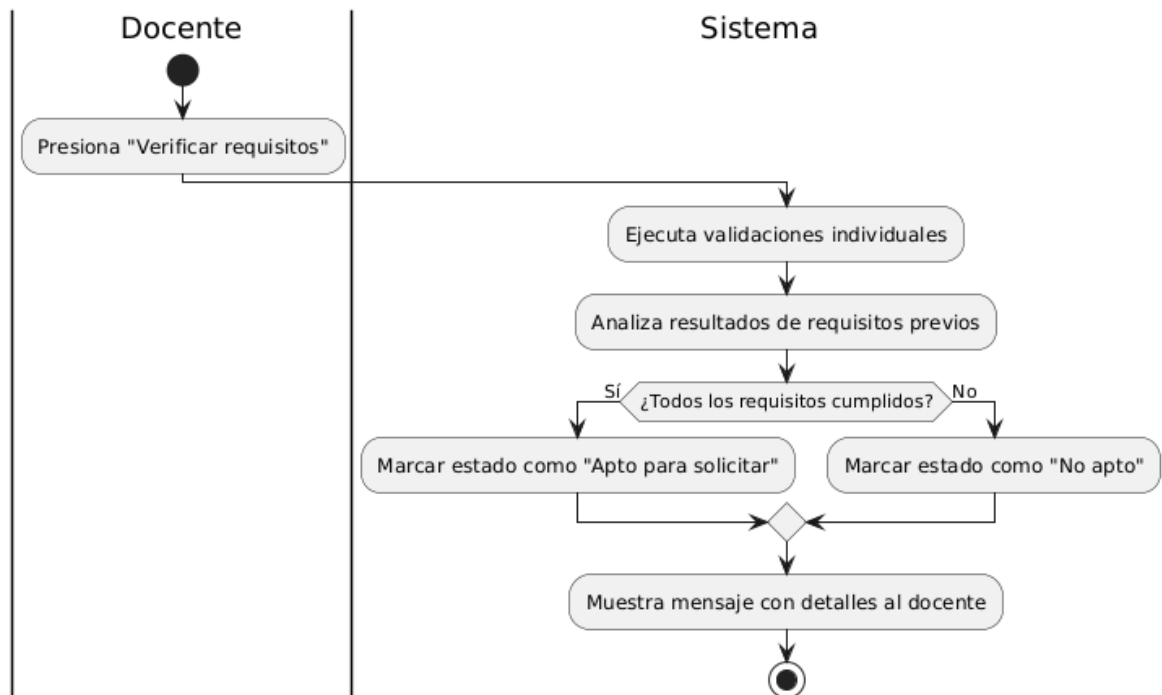 Docente
Sistema
Presiona "Verificar requisitos"
Ejecuta validaciones individuales
Analiza resultados de requisitos previos
Sí
¿Todos los requisitos cumplidos?
No
Marcar estado como "Apto para solicitar"
Marcar estado como "No apto"
Muestra mensaje con detalles al docente